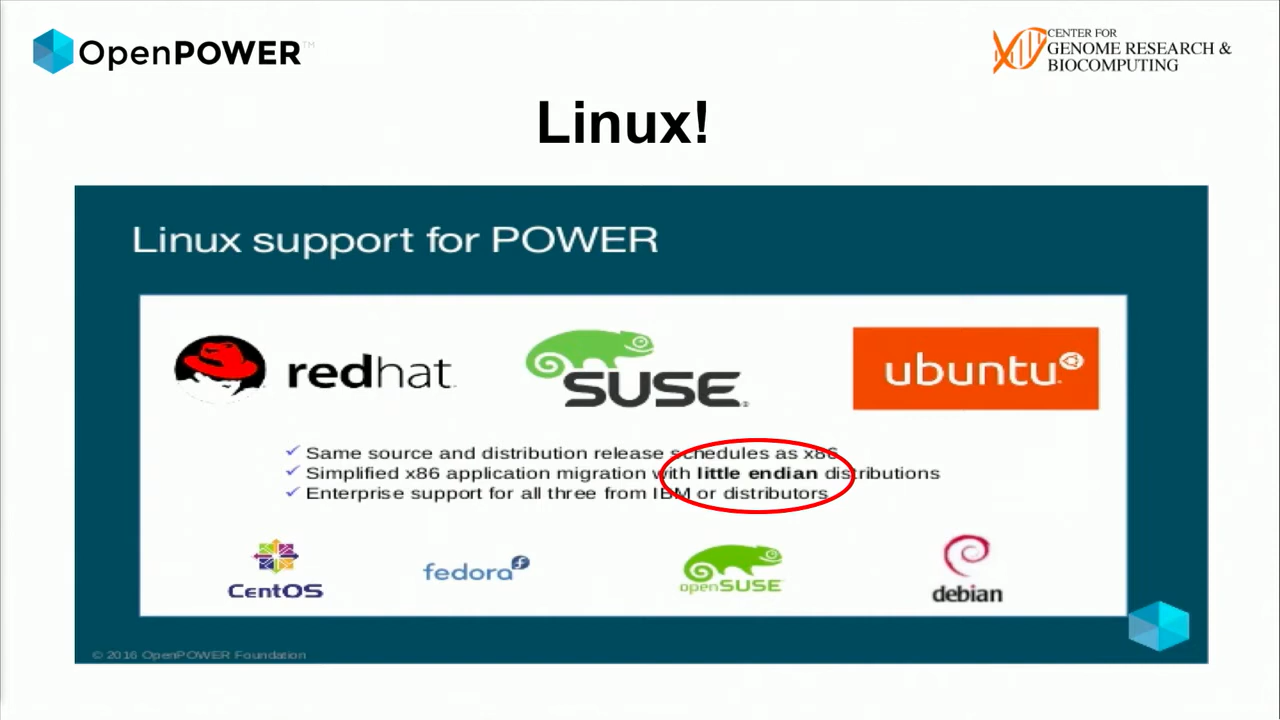 OpenPOWER™
CENTER FOR
GENOME RESEARCH &
BIOCOMPUTING
Linux!
Linux support for POWER
redhat.
SUSE®
ubuntu®
✓ Same source and distribution release schedules as x86
✓ Simplified x86 application migration with little endian distributions
✓ Enterprise support for all three from IBM or distributors
CentOS
fedora
openSUSE
debian
© 2016 OpenPOWER Foundation